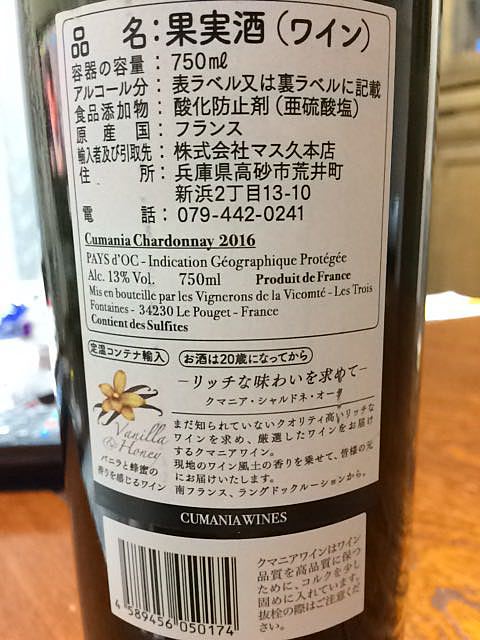 品 名：果実酒（ワイン）
容器の容量：750ml
アルコール分：表ラベル又は裏ラベルに記載
食品添加物：酸化防止剤（亜硫酸塩）
原産国：フランス
輸入者及び引取先：株式会社マス久本店
住 所：兵庫県高砂市荒井町
新浜2丁目13-10
電 話：079-442-0241
Cumania Chardonnay 2016
PAYS d'OC - Indication Géographique Protégée
Alc. 13% Vol. 750ml Produit de France
Mis en bouteille par les Vignerons de la Vicomté - Les Trois
Fontaines - 34230 Le Pouget - France
Contient des Sulfites
定温コンテナ輸入 お酒は20歳になってから
−リッチな味わいを求めて−
クマニア・シャルドネ・オーク
Vanilla
& Honey
バニラと蜂蜜の
香りを感じるワイン
まだ知られていないクオリティ高いリッチな
ワインを求め、厳選したワインをお届け
するクマニアワイン。
現地のワイン風土の香りを乗せて、皆様の元
にお届けいたします。
南フランス、ラングドックルーションから。
CUMANIA WINES
4 589456 050174
クマニアワインはワイン
品質を高品質に保つ
ために、コルクを少し
固めに入れています。
抜栓の際はご注意くだ
さい。